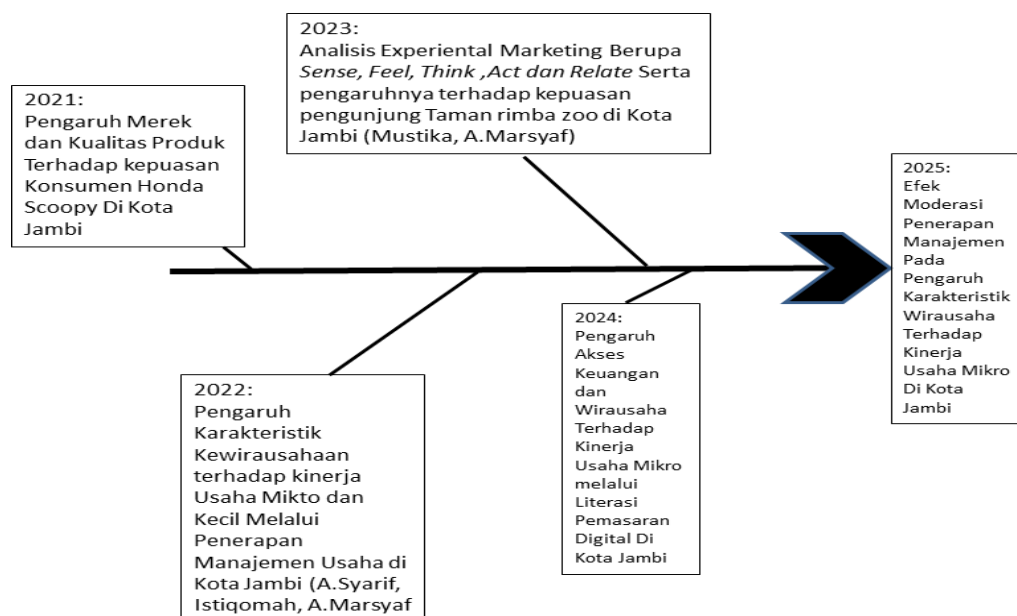 2021:
Pengaruh Merek
dan Kualitas Produk
Terhadap kepuasan
Konsumen Honda
Scoopy Di Kota
Jambi
2022:
Pengaruh
Karakteristik
Kewirausahaan
terhadap kinerja
Usaha Mikto dan
Kecil Melalui
Penerapan
Manajemen Usaha di
Kota Jambi (A.Syarif,
Istiqomah, A.Marsyaf
2023:
Analisis Experiental Marketing Berupa
Sense, Feel, Think ,Act dan Relate Serta
pengaruhnya terhadap kepuasan
pengunjung Taman rimba zoo di Kota
Jambi (Mustika, A.Marsyaf)
2024:
Pengaruh
Akses
Keuangan
dan
Wirausaha
Terhadap
Kinerja
Usaha Mikro
melalui
Literasi
Pemasaran
Digital Di
Kota Jambi
2025:
Efek
Moderasi
Penerapan
Manajemen
Pada
Pengaruh
Karakteristik
Wirausaha
Terhadap
Kinerja
Usaha Mikro
Di Kota
Jambi